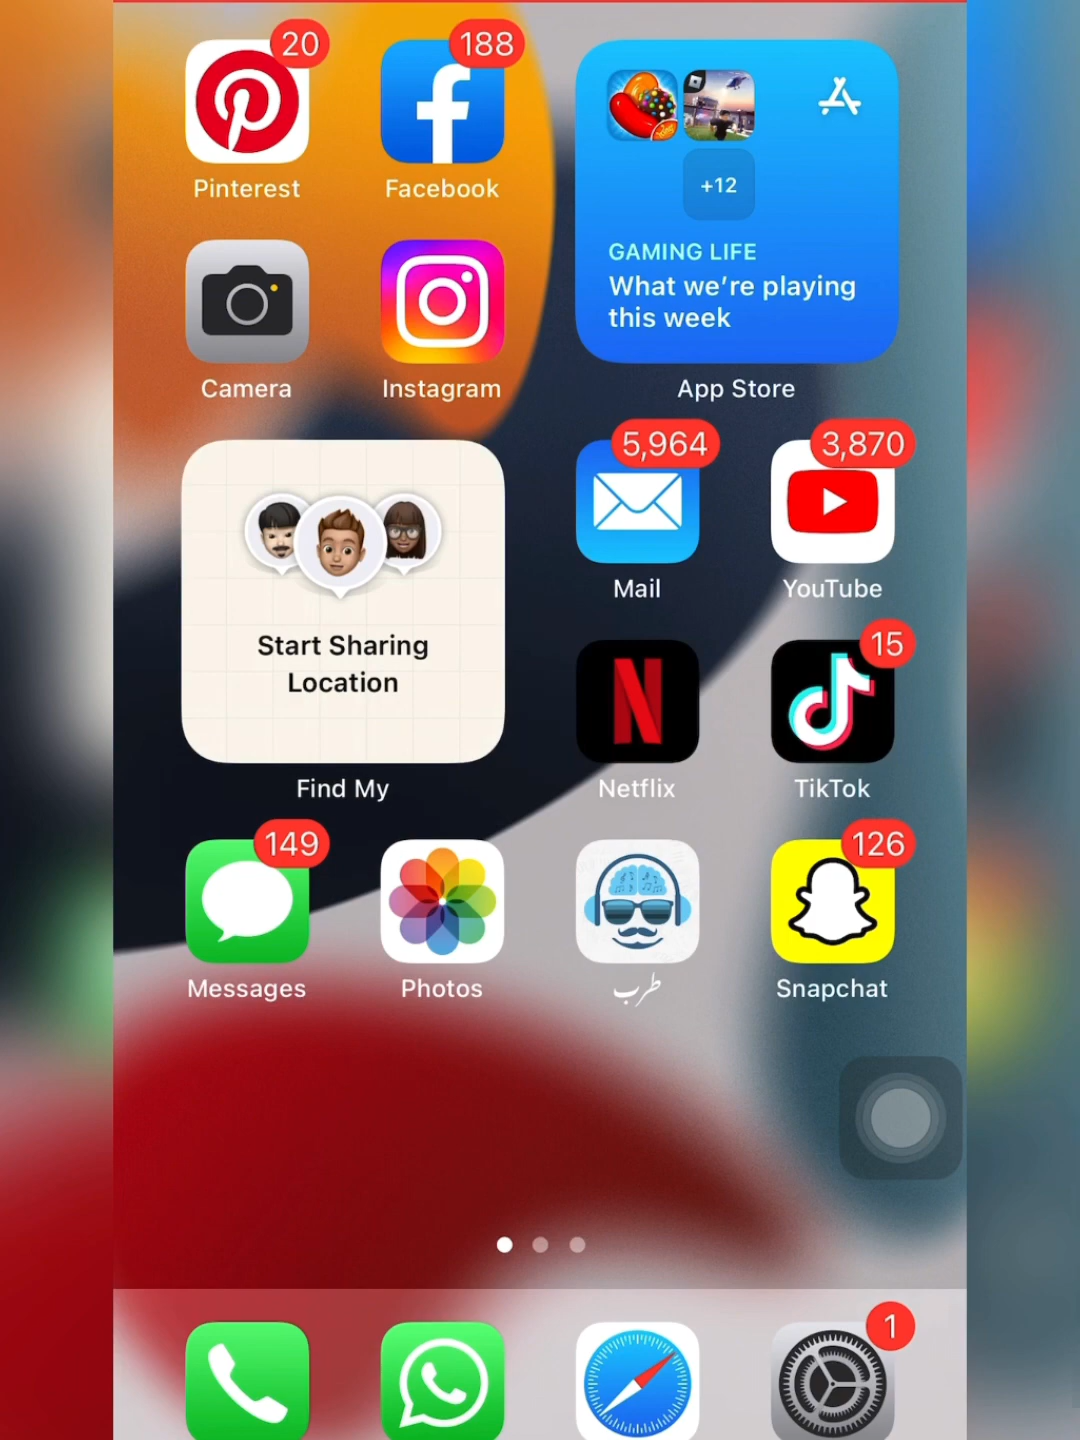 20
188
Pinterest
Facebook
+12
GAMING LIFE
What we're playing
this week
Camera
Instagram
App Store
5,964
3,870
Start Sharing
Location
Mail
YouTube
15
Find My
Netflix
TikTok
149
126
Messages
Photos
طرب
Snapchat
1